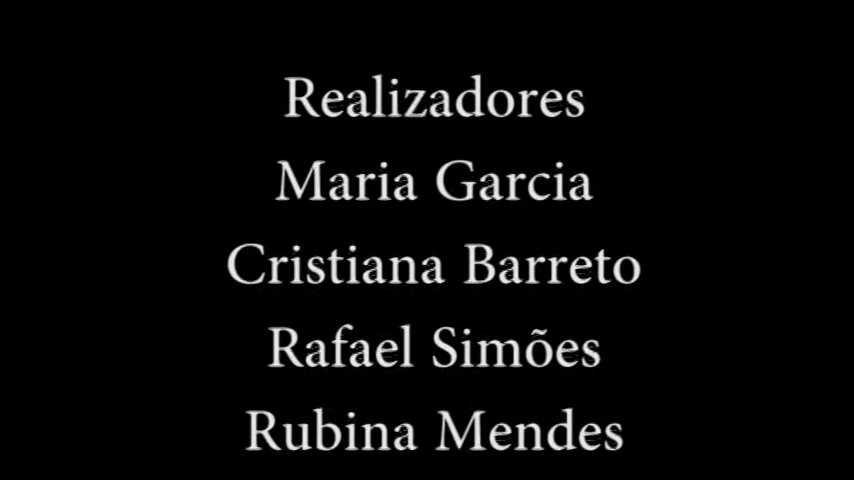 Realizadores
Maria Garcia
Cristiana Barreto
Rafael Simões
Rubina Mendes